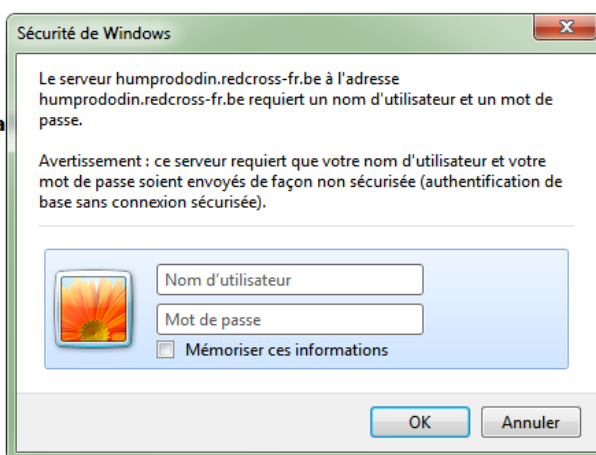 Sécurité de Windows
Le serveur humprododin.redcross-fr.be à l'adresse
humprododin.redcross-fr.be requiert un nom d'utilisateur et un mot de
passe.
Avertissement : ce serveur requiert que votre nom d'utilisateur et votre
mot de passe soient envoyés de façon non sécurisée (authentification de
base sans connexion sécurisée).
Nom d'utilisateur
Mot de passe
Mémoriser ces informations
OK Annuler